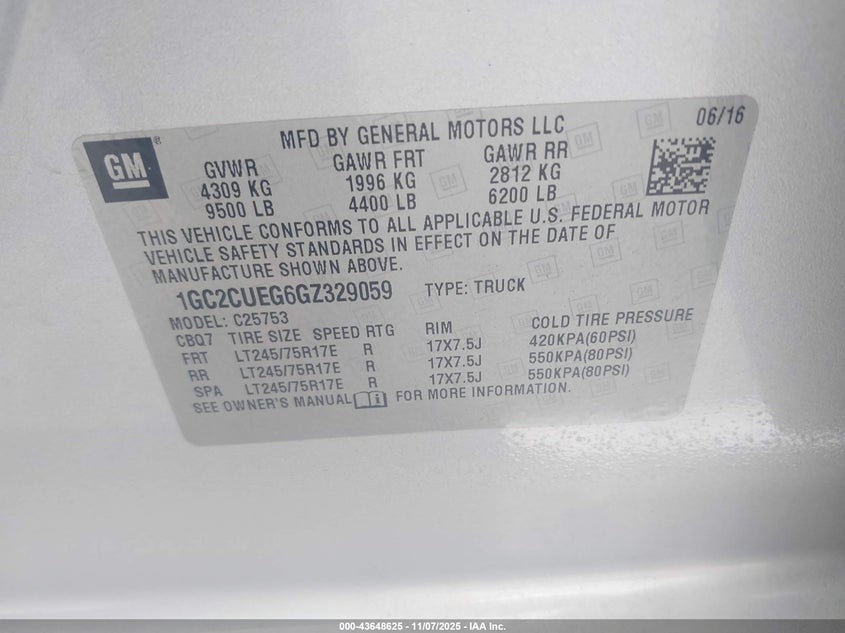 GM
MFD BY GENERAL MOTORS LLC
06/16
GVWR GAWR FRT GAWR RR
4309 KG 1996 KG 2812 KG
9500 LB 4400 LB 6200 LB
THIS VEHICLE CONFORMS TO ALL APPLICABLE U.S. FEDERAL MOTOR
VEHICLE SAFETY STANDARDS IN EFFECT ON THE DATE OF
MANUFACTURE SHOWN ABOVE.
1GC2CUEG6GZ329059 TYPE: TRUCK
MODEL: C25753
CBQ7 TIRE SIZE SPEED RTG RIM COLD TIRE PRESSURE
FRT LT245/75R17E R 17X7.5J 420KPA(60PSI)
RR LT245/75R17E R 17X7.5J 550KPA(80PSI)
SPA LT245/75R17E R 17X7.5J 550KPA(80PSI)
SEE OWNER'S MANUAL FOR MORE INFORMATION.
000-43648625 - 11/07/2025 - IAA Inc.